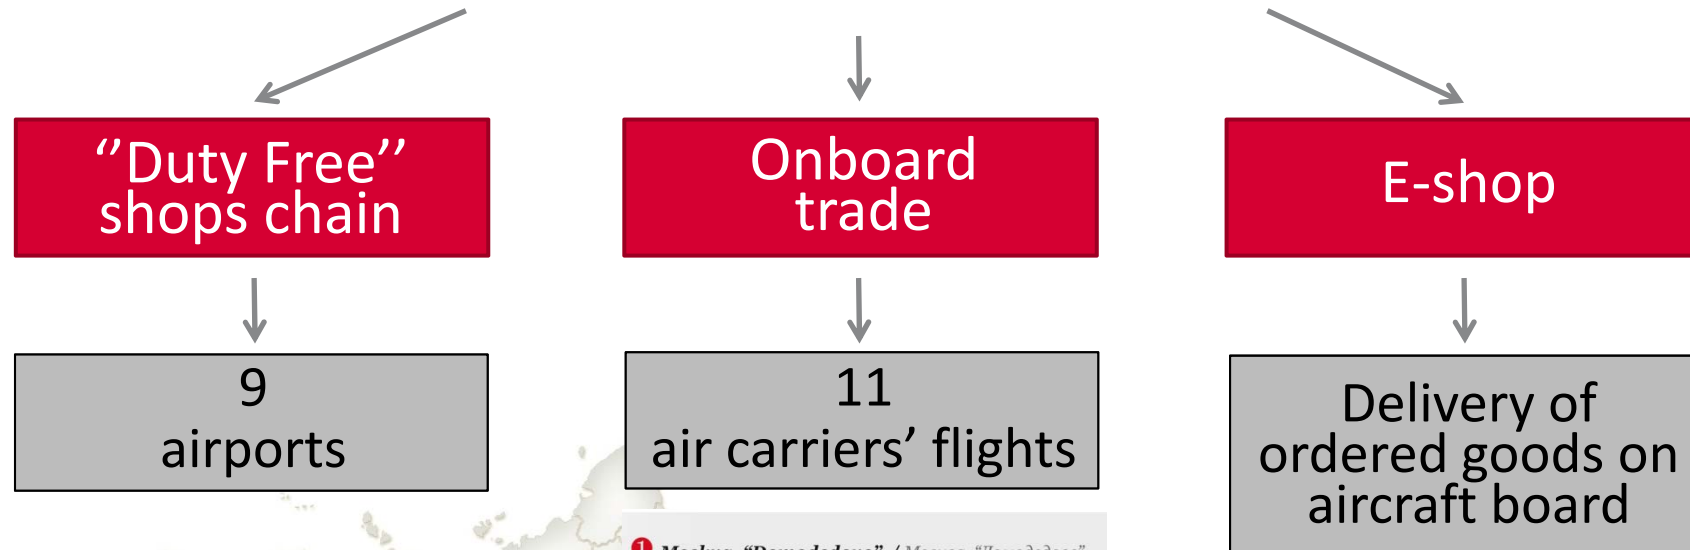 ‘’Duty Free’’
shops chain
Onboard
trade
E-shop
9
airports
11
air carriers’ flights
Delivery of
ordered goods on
aircraft board